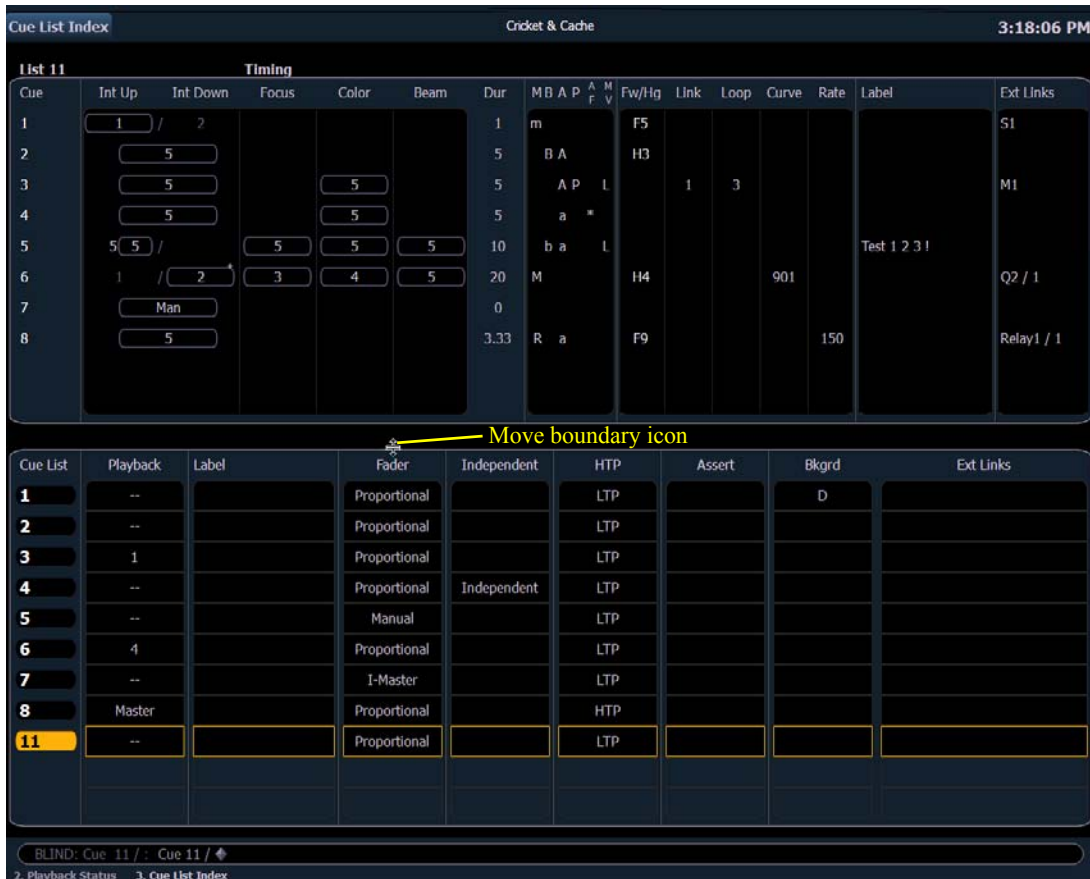 Cue List Index Cricket & Cache 3:18:06 PM
List 11 Timing
Cue Int Up Int Down Focus Color Beam Dur M B A P A F M V Fw/Hg Link Loop Curve Rate Label Ext Links
1 1 / 2 1 m F5 S1
2 5 5 B A H3
3 5 5 5 A P L 1 3 M1
4 5 5 5 a *
5 5 5 / 5 5 5 10 b a L Test 1 2 3 !
6 1 / 2 * 3 4 5 20 M H4 901 Q2 / 1
7 Man 0
8 5 3.33 R a F9 150 Relay1 / 1
Move boundary icon
Cue List Playback Label Fader Independent HTP Assert Bkgrd Ext Links
1 -- Proportional LTP D
2 -- Proportional LTP
3 1 Proportional LTP
4 -- Proportional Independent LTP
5 -- Manual LTP
6 4 Proportional LTP
7 -- I-Master LTP
8 Master Proportional HTP
11 -- Proportional LTP
BLIND: Cue 11 / : Cue 11 /
2. Playback Status 3. Cue List Index